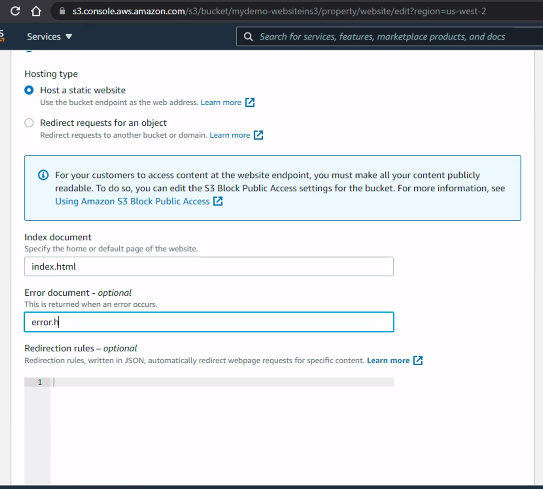 s3.console.aws.amazon.com/s3/bucket/mydemo-websiteins3/property/website/edit?region=us-west-2
Services ▼
Search for services, features, marketplace products, and docs
Hosting type
Host a static website
Use the bucket endpoint as the web address. Learn more
Redirect requests for an object
Redirect requests to another bucket or domain. Learn more
For your customers to access content at the website endpoint, you must make all your content publicly
readable. To do so, you can edit the S3 Block Public Access settings for the bucket. For more information, see
Using Amazon S3 Block Public Access
Index document
Specify the home or default page of the website.
index.html
Error document - optional
This is returned when an error occurs.
error.h
Redirection rules – optional
Redirection rules, written in JSON, automatically redirect webpage requests for specific content. Learn more
1